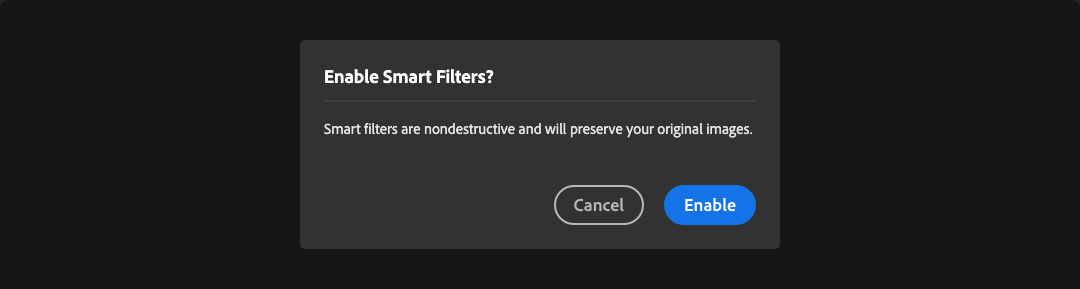 Enable Smart Filters?
Smart filters are nondestructive and will preserve your original images.
Cancel
Enable